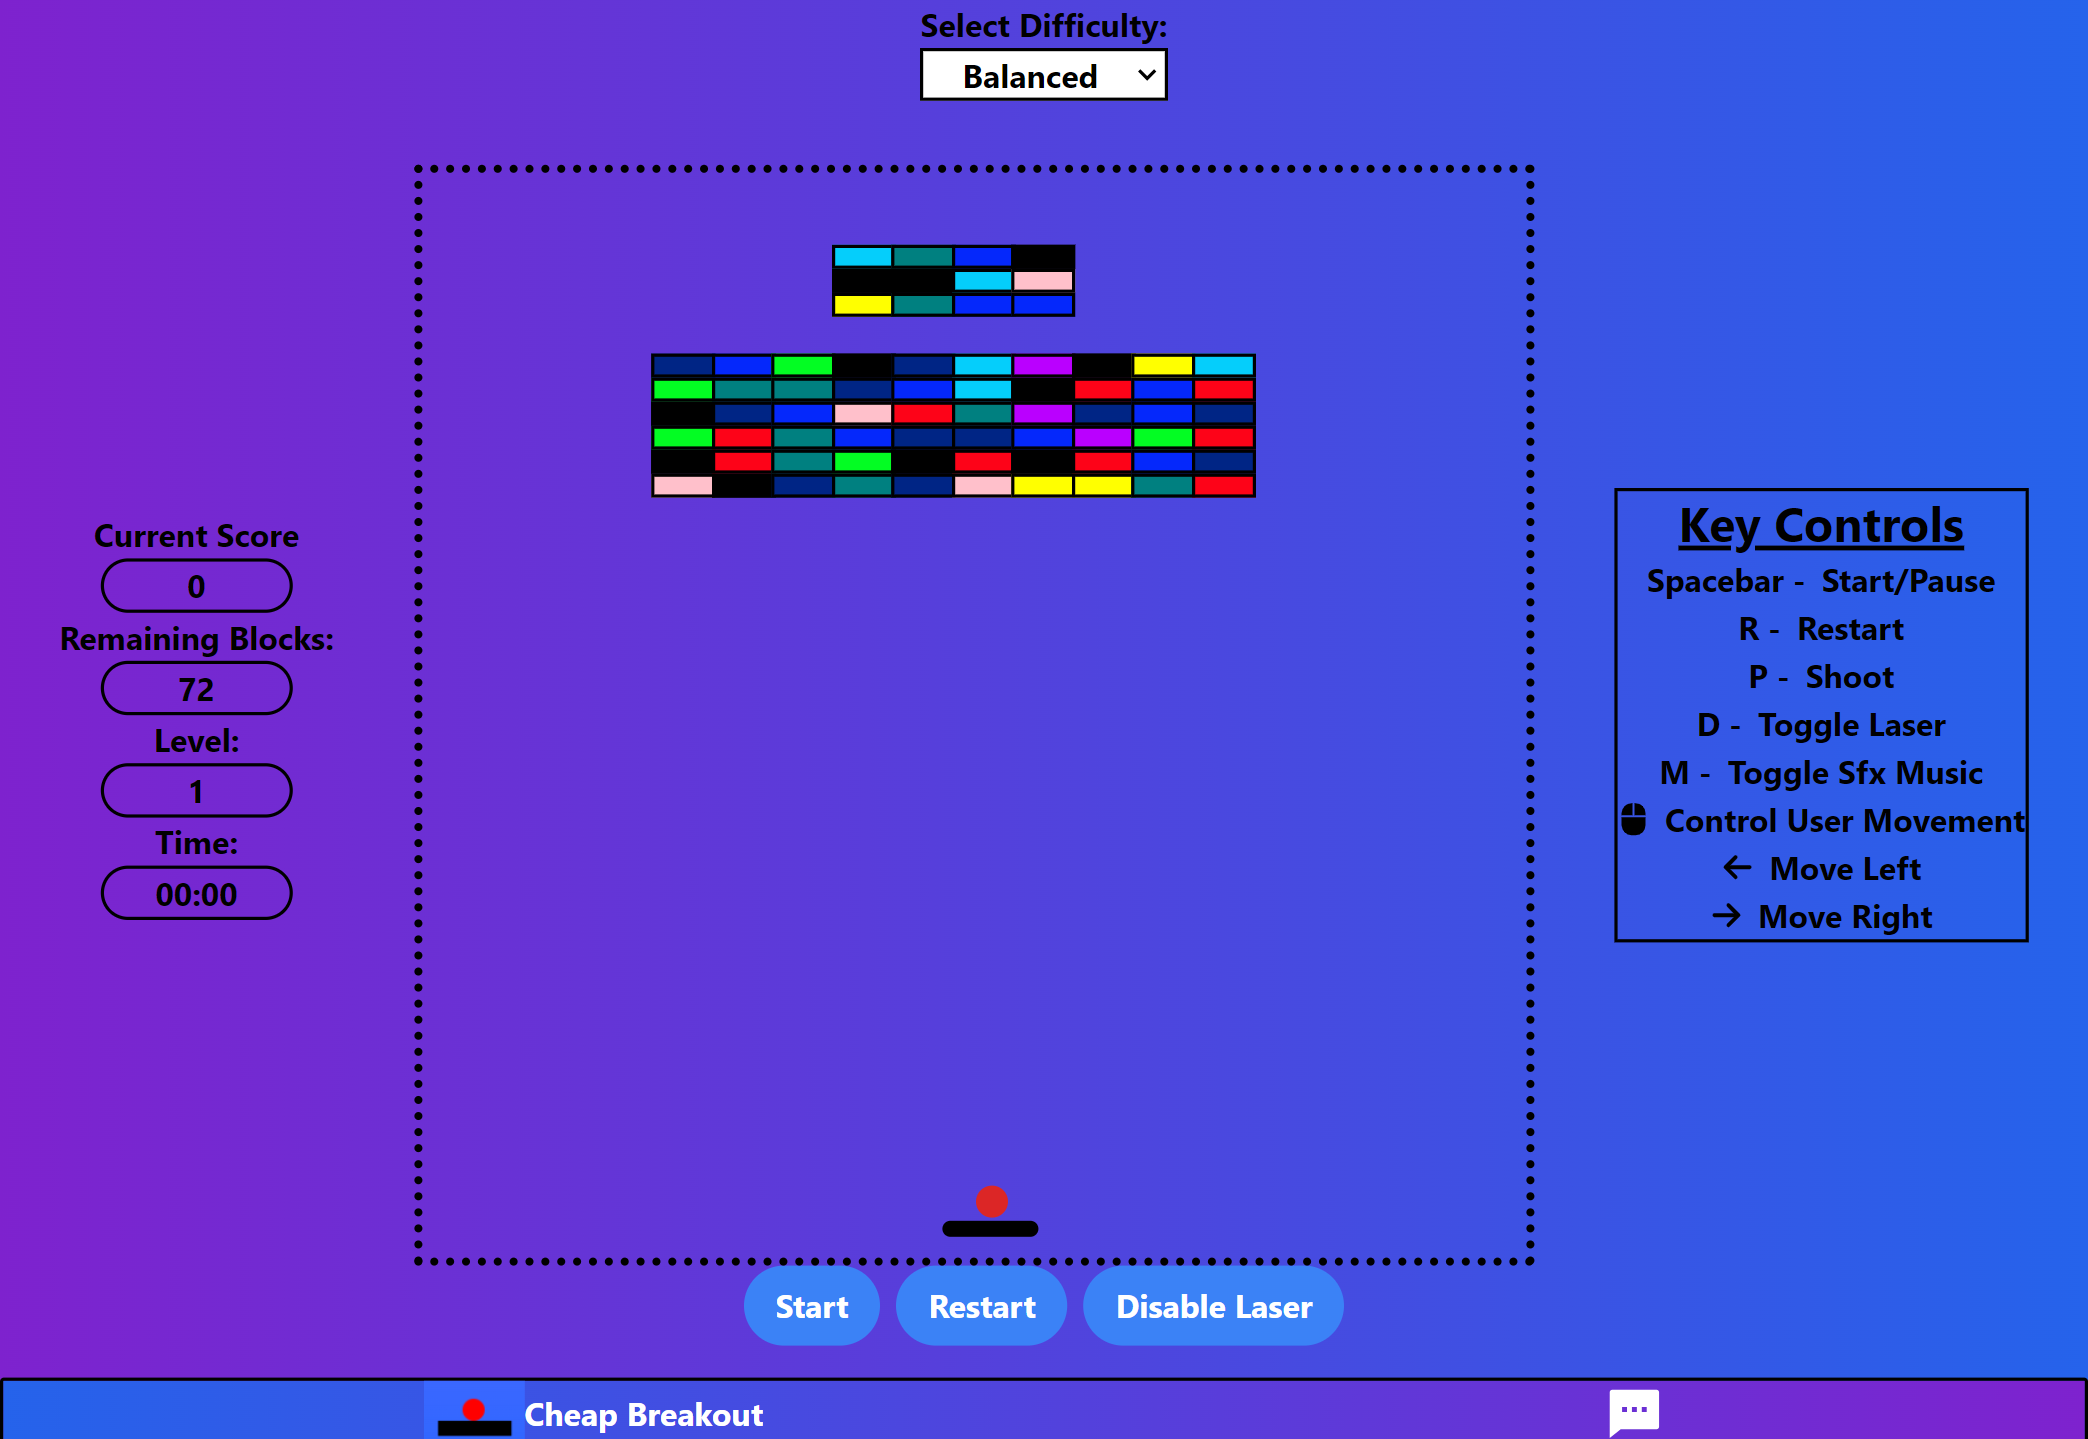 Select Difficulty:
Balanced
Current Score
0
Remaining Blocks:
72
Level:
1
Time:
00:00
Key Controls
Spacebar - Start/Pause
R - Restart
P - Shoot
D - Toggle Laser
M - Toggle Sfx Music
Control User Movement
← Move Left
→ Move Right
Start
Restart
Disable Laser
Cheap Breakout